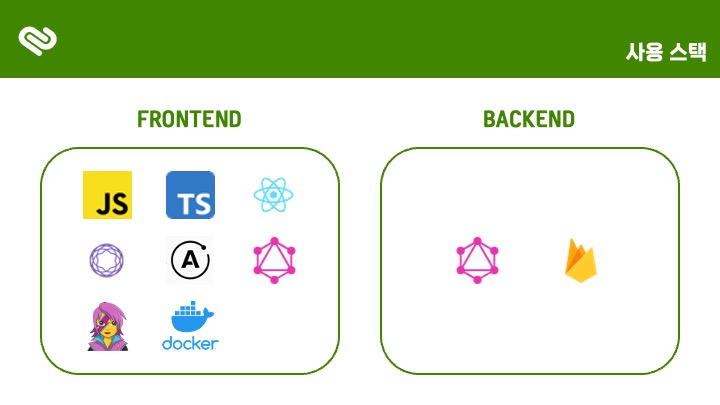 사용 스택
FRONTEND
BACKEND
JS
TS
A
docker